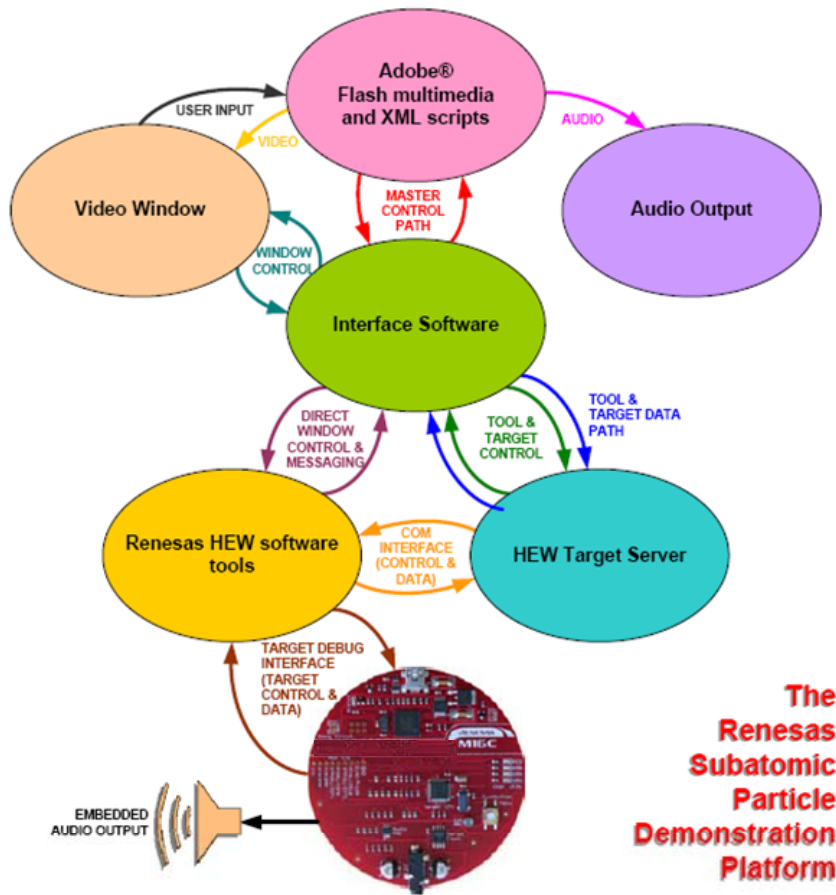 Adobe®
Flash multimedia
and XML scripts
USER INPUT
VIDEO
AUDIO
Video Window
MASTER
CONTROL
PATH
Audio Output
WINDOW
CONTROL
Interface Software
DIRECT
WINDOW
CONTROL &
MESSAGING
TOOL &
TARGET
CONTROL
TOOL &
TARGET DATA
PATH
Renesas HEW software
tools
COM
INTERFACE
(CONTROL &
DATA)
HEW Target Server
TARGET DEBUG
INTERFACE
(TARGET
CONTROL &
DATA)
M16C
EMBEDDED
AUDIO OUTPUT
The
Renesas
Subatomic
Particle
Demonstration
Platform